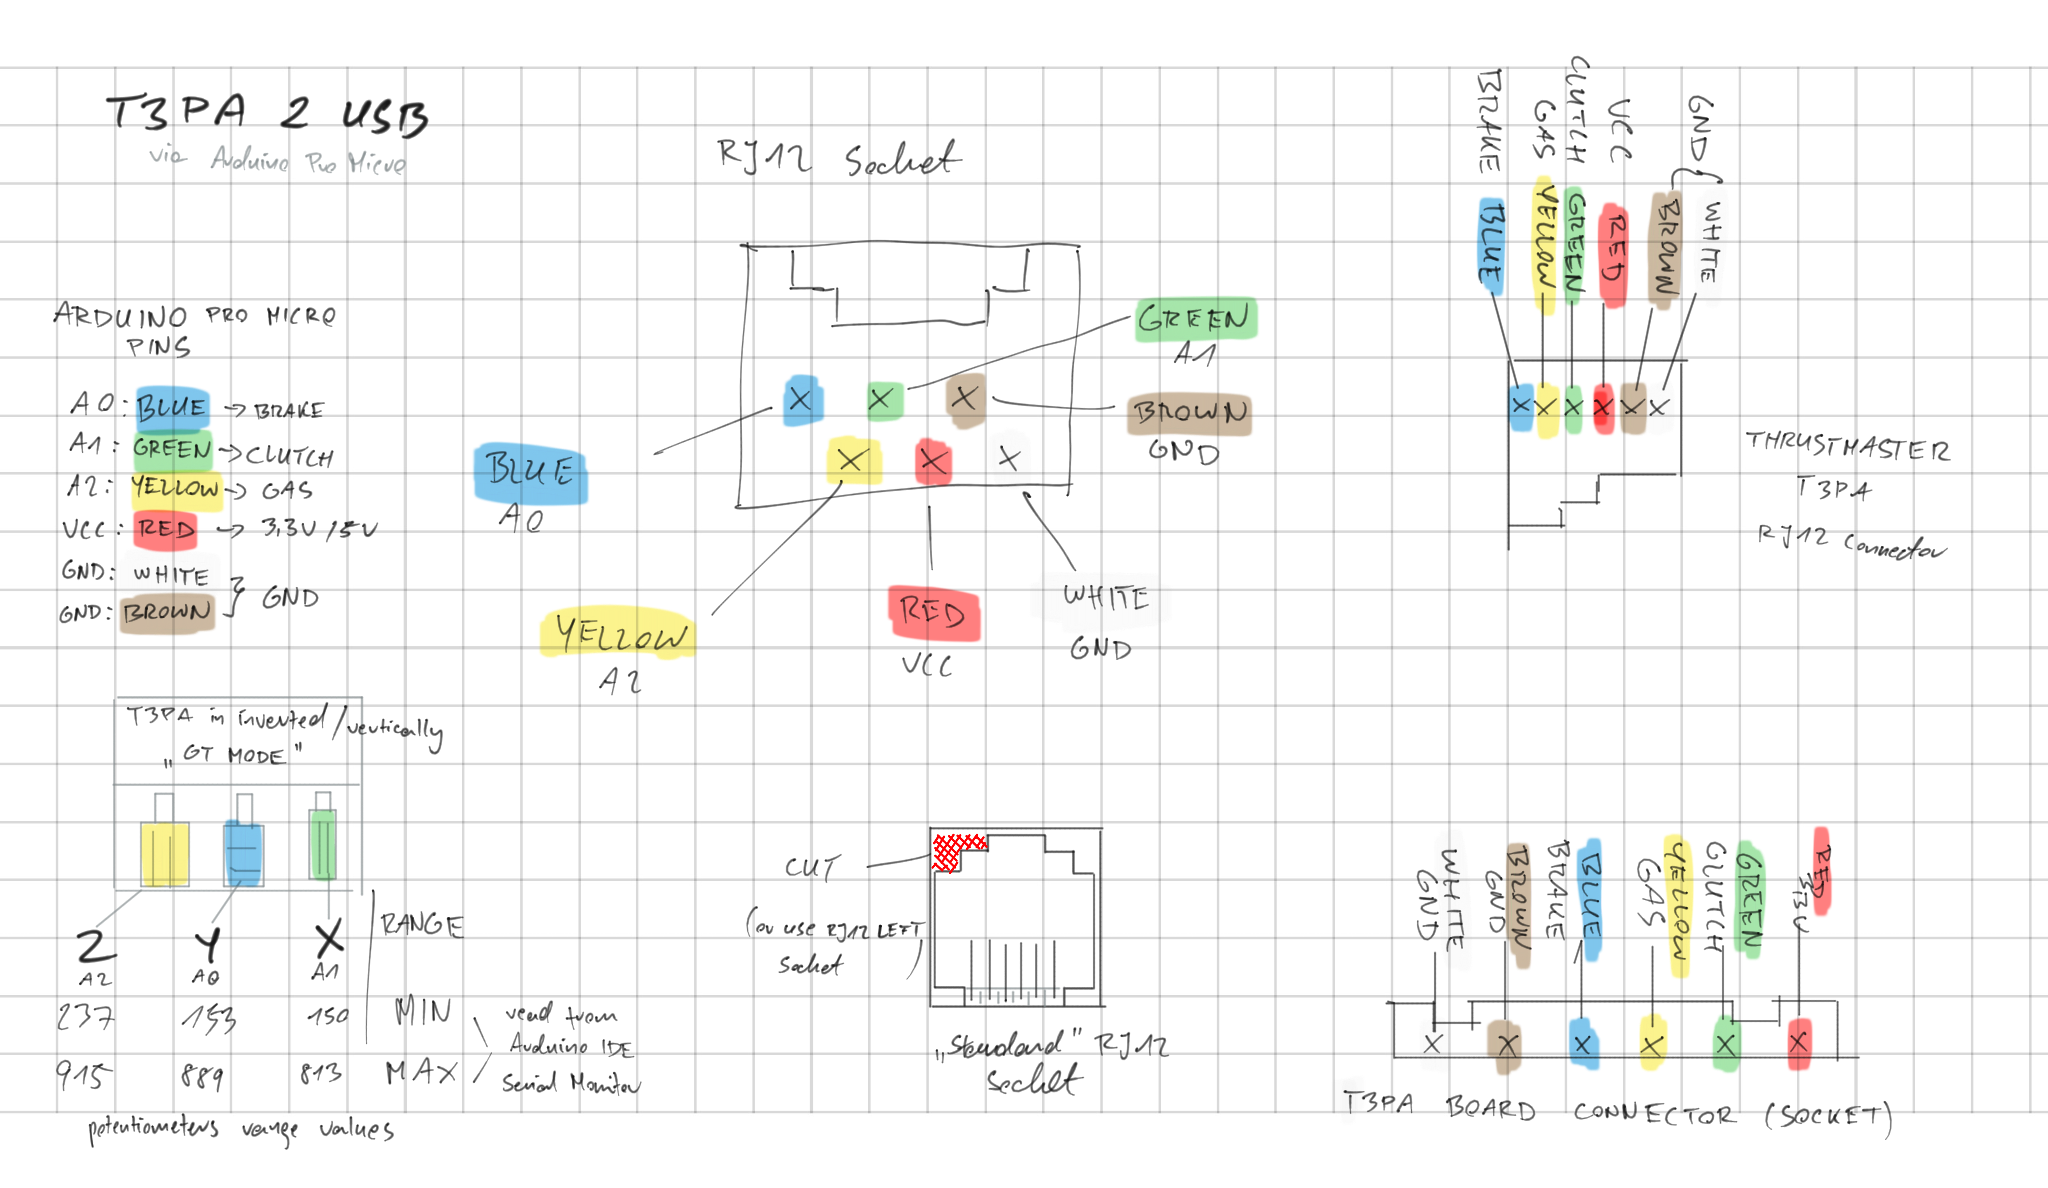 T3PA 2 USB
via Arduino Pro Micro
ARDUINO PRO MICRO
PINS
A0: BLUE → BRAKE
A1: GREEN → CLUTCH
A2: YELLOW → GAS
VCC: RED → 3,3V/5V
GND: WHITE
GND: BROWN } GND
RJ12 Socket
GREEN
A1
BROWN
GND
BLUE
A0
YELLOW
A2
RED
VCC
WHITE
GND
BRAKE
GAS
CLUTCH
VCC
GND {
BLUE
YELLOW
GREEN
RED
BROWN
WHITE
THRUSTMASTER
T3PA
RJ12 Connector
T3PA in inverted/vertically
„GT MODE"
Z Y X
A2 A0 A1
RANGE
237 153 150 MIN
915 889 813 MAX
read from
Arduino IDE
Serial Monitor
potentiometers range values
CUT
(or use RJ12 LEFT
Socket)
„Standard" RJ12
Socket
WHITE
GND
BROWN
GND
BLUE
BRAKE
YELLOW
GAS
GREEN
CLUTCH
RED
3,3V
T3PA BOARD CONNECTOR (SOCKET)